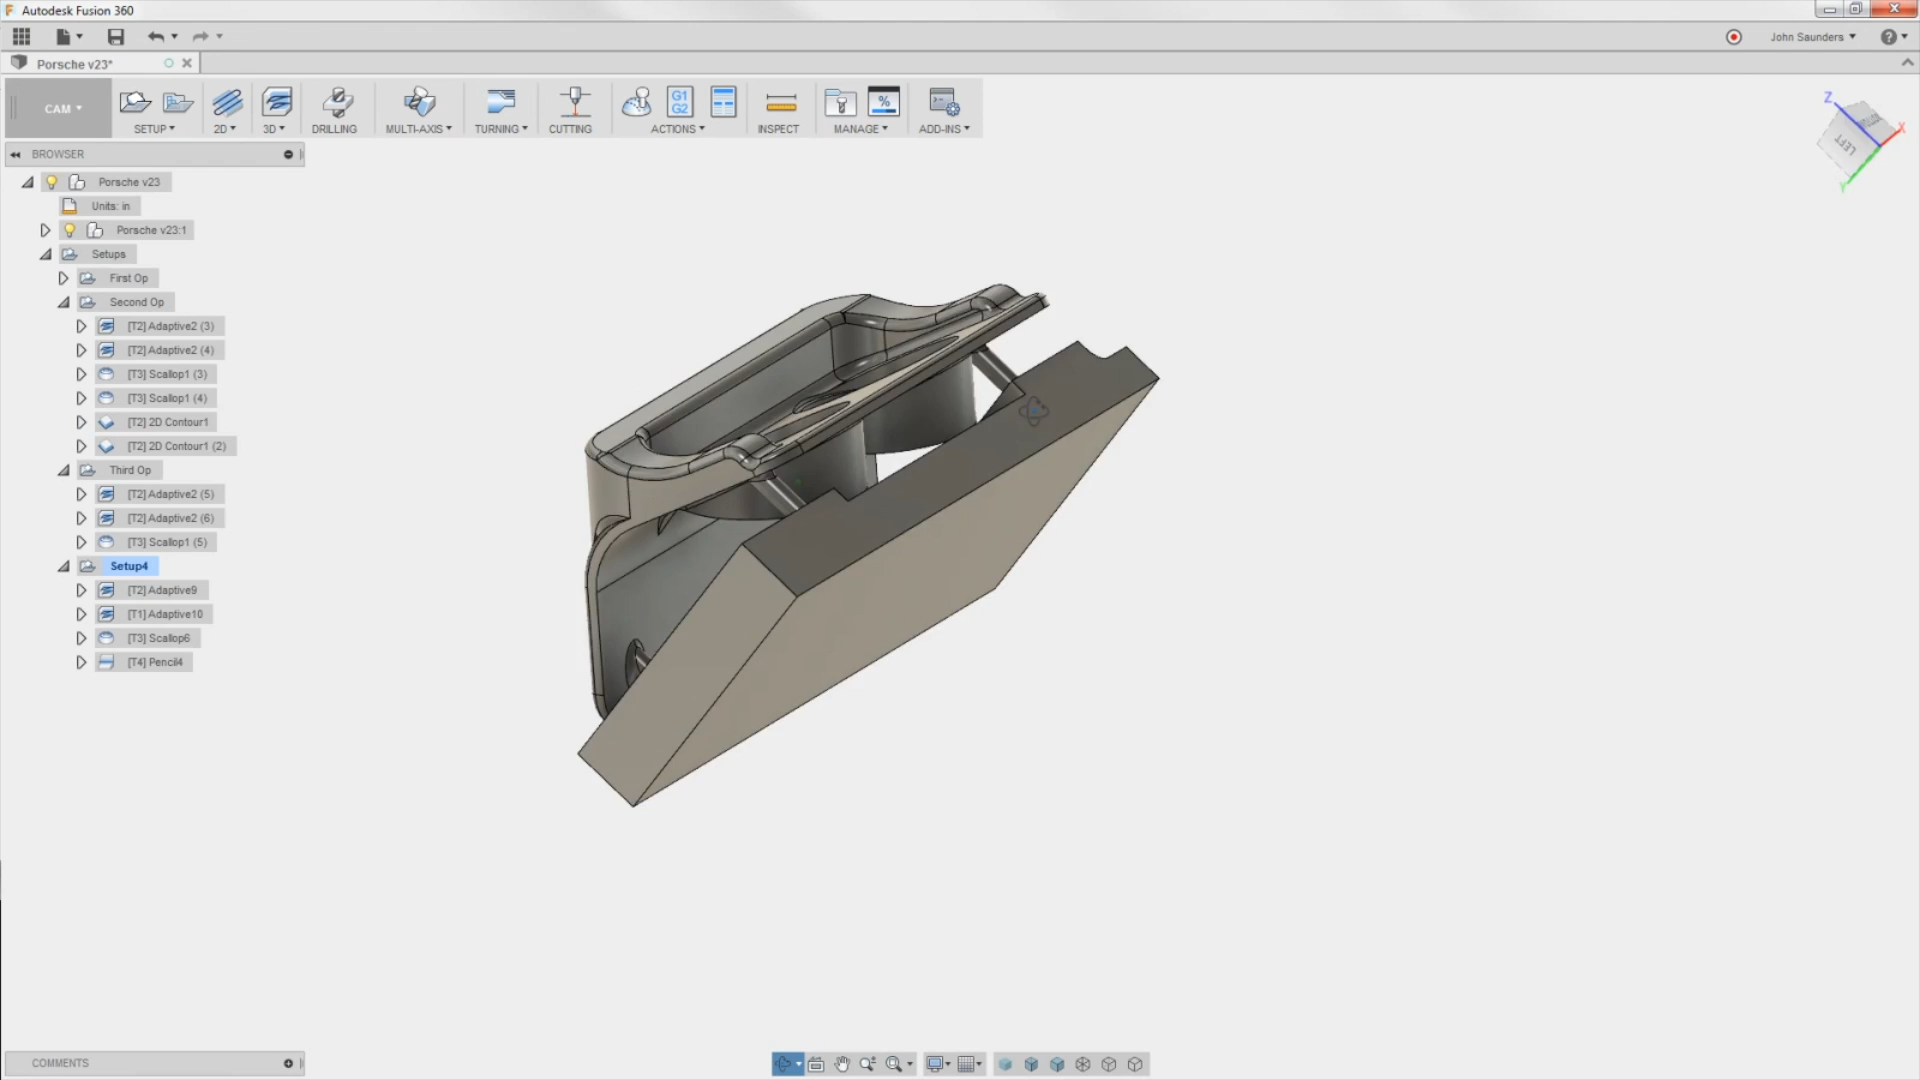 Autodesk Fusion 360
John Saunders
Porsche v23*
CAM
SETUP
2D
3D
DRILLING
MULTI-AXIS
TURNING
CUTTING
G1
G2
ACTIONS
INSPECT
%
MANAGE
ADD-INS
Z
X
Y
LEFT
BROWSER
Porsche v23
Units: in
Porsche v23:1
Setups
First Op
Second Op
[T2] Adaptive2 (3)
[T2] Adaptive2 (4)
[T3] Scallop1 (3)
[T3] Scallop1 (4)
[T2] 2D Contour1
[T2] 2D Contour1 (2)
Third Op
[T2] Adaptive2 (5)
[T2] Adaptive2 (6)
[T3] Scallop1 (5)
Setup4
[T2] Adaptive9
[T1] Adaptive10
[T3] Scallop6
[T4] Pencil4
COMMENTS